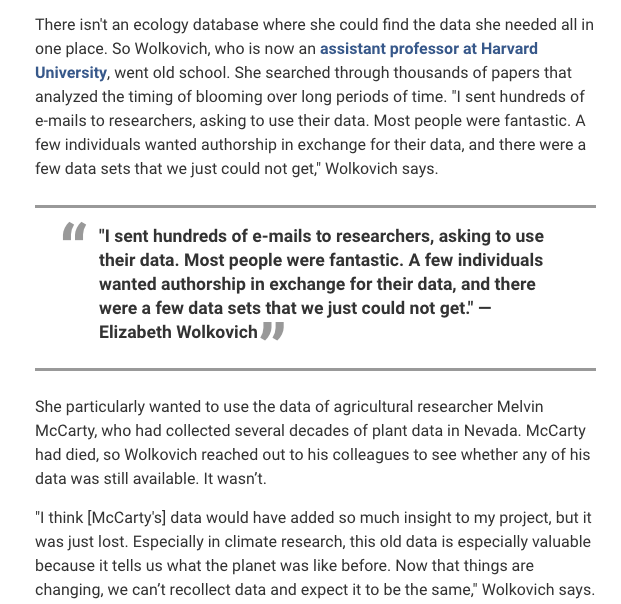 There isn't an ecology database where she could find the data she needed all in
one place. So Wolkovich, who is now an assistant professor at Harvard
University, went old school. She searched through thousands of papers that
analyzed the timing of blooming over long periods of time. "I sent hundreds of
e-mails to researchers, asking to use their data. Most people were fantastic. A
few individuals wanted authorship in exchange for their data, and there were a
few data sets that we just could not get," Wolkovich says.
“ "I sent hundreds of e-mails to researchers, asking to use
their data. Most people were fantastic. A few individuals
wanted authorship in exchange for their data, and there
were a few data sets that we just could not get." —
Elizabeth Wolkovich ”
She particularly wanted to use the data of agricultural researcher Melvin
McCarty, who had collected several decades of plant data in Nevada. McCarty
had died, so Wolkovich reached out to his colleagues to see whether any of his
data was still available. It wasn’t.
"I think [McCarty's] data would have added so much insight to my project, but it
was just lost. Especially in climate research, this old data is especially valuable
because it tells us what the planet was like before. Now that things are
changing, we can’t recollect data and expect it to be the same," Wolkovich says.